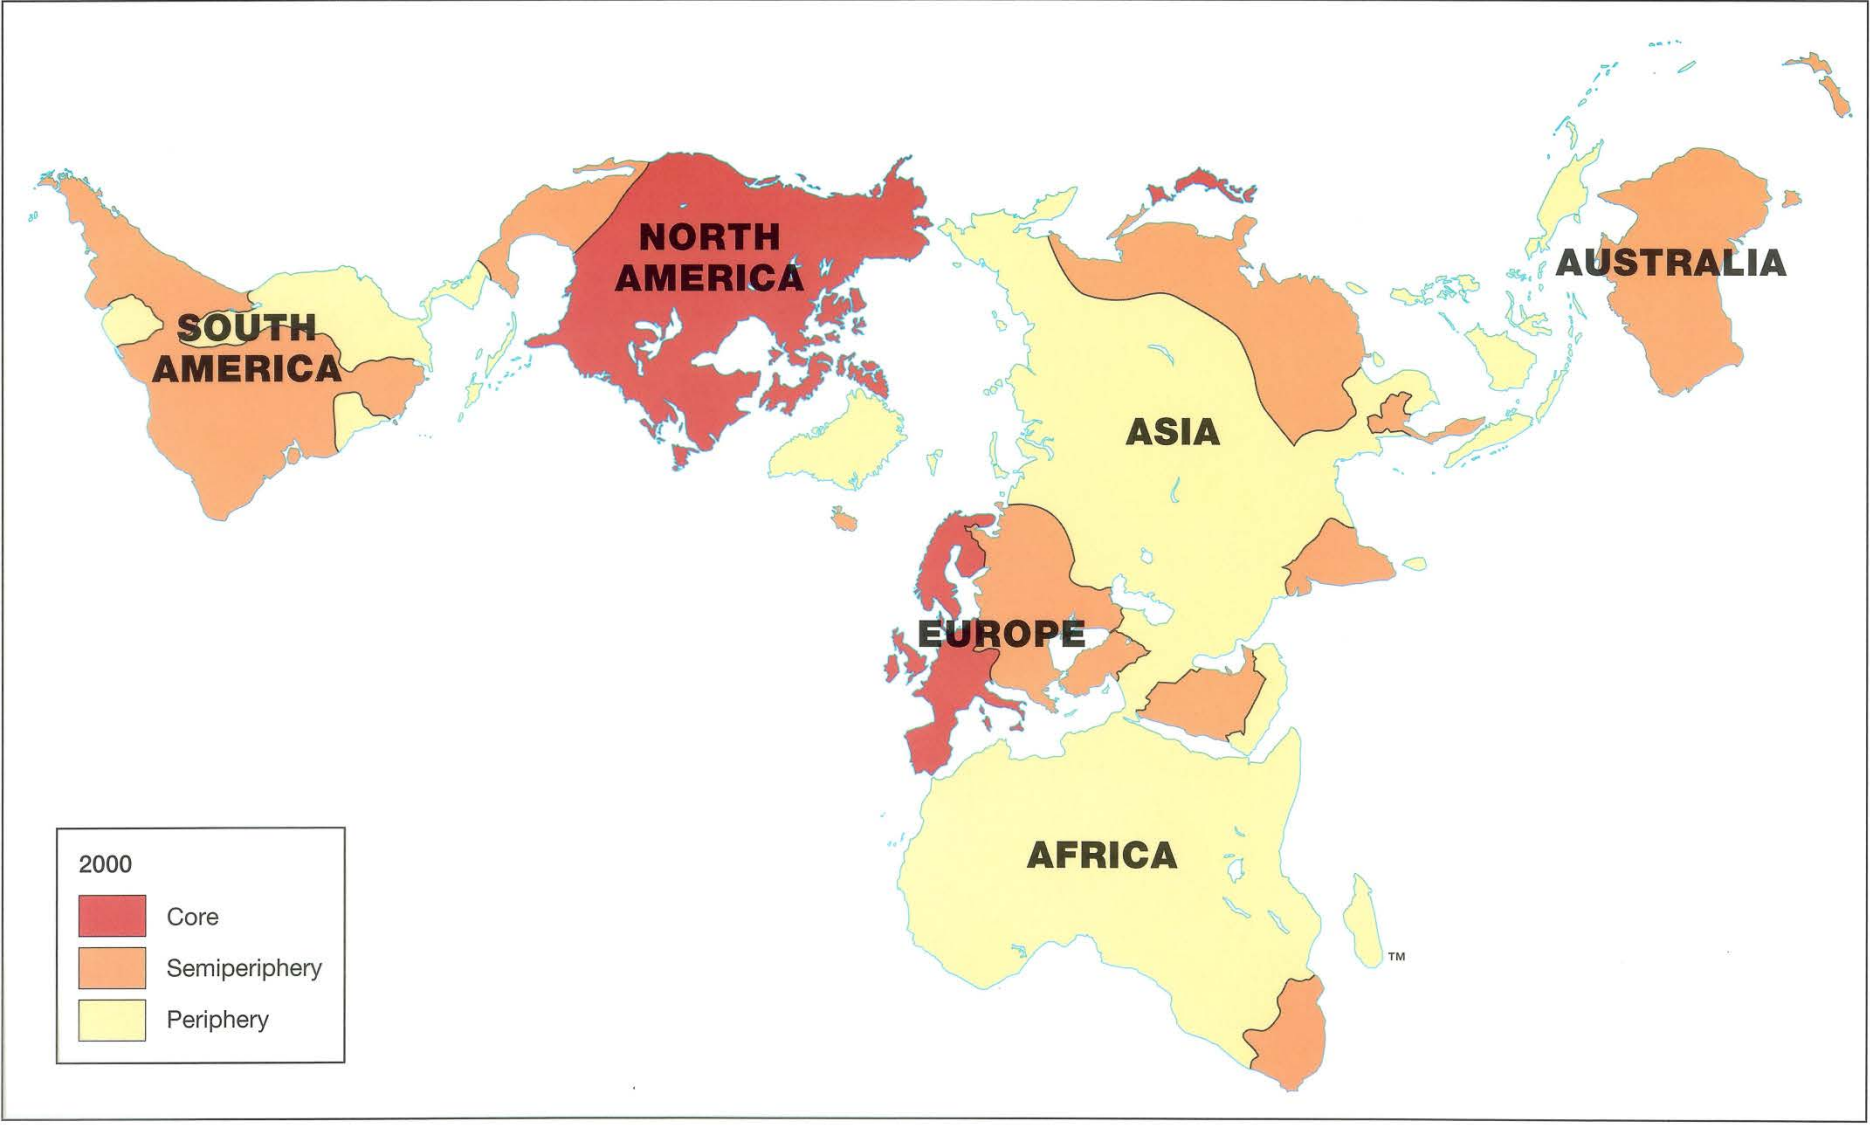 NORTH
AMERICA
SOUTH
AMERICA
AUSTRALIA
ASIA
EUROPE
AFRICA
TM
2000
Core
Semiperiphery
Periphery